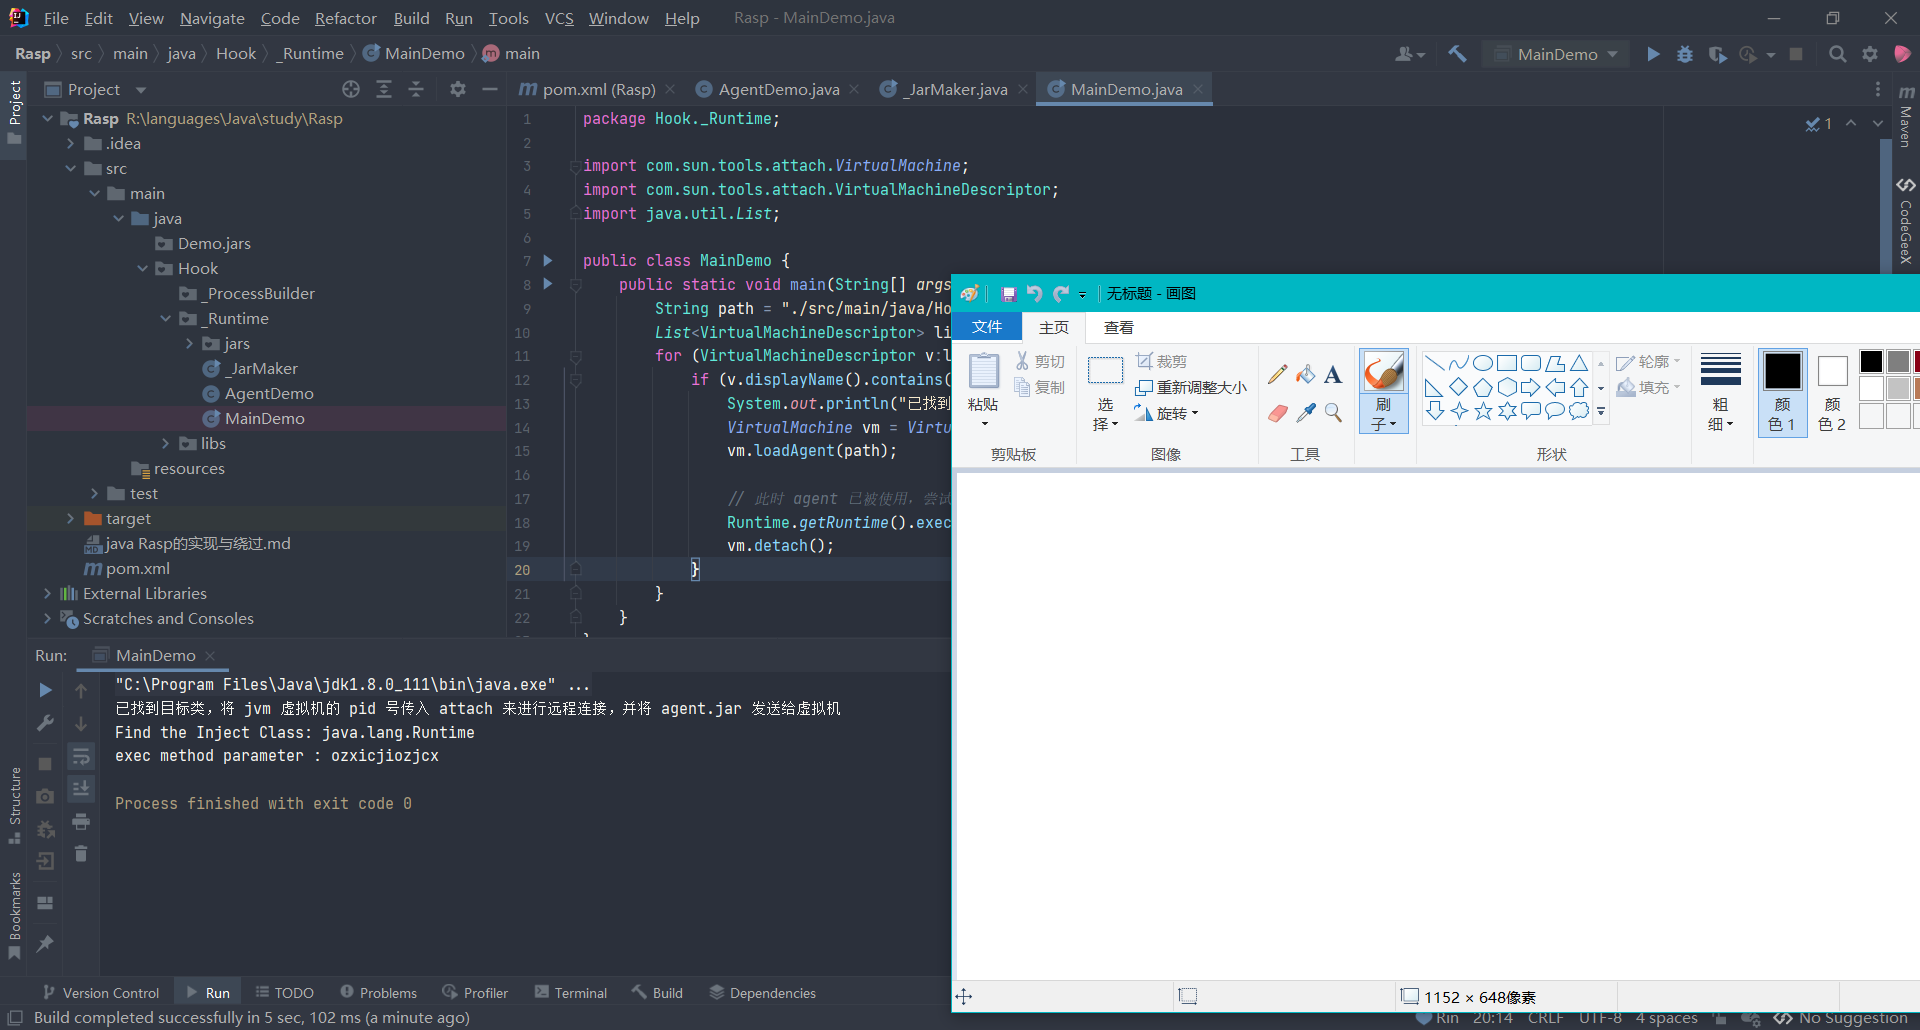 File Edit View Navigate Code Refactor Build Run Tools VCS Window Help Rasp - MainDemo.java
Rasp src main java Hook _Runtime MainDemo main
MainDemo
Project
pom.xml (Rasp) AgentDemo.java _JarMaker.java MainDemo.java
Project
Rasp R:\languages\Java\study\Rasp
.idea
src
main
java
Demo.jars
Hook
_ProcessBuilder
_Runtime
jars
_JarMaker
AgentDemo
MainDemo
libs
resources
test
target
java Rasp的实现与绕过.md
pom.xml
External Libraries
Scratches and Consoles
1 package Hook._Runtime;
2
3 import com.sun.tools.attach.VirtualMachine;
4 import com.sun.tools.attach.VirtualMachineDescriptor;
5 import java.util.List;
6
7 public class MainDemo {
8 public static void main(String[] args
9 String path = "./src/main/java/Ho
10 List<VirtualMachineDescriptor> li
11 for (VirtualMachineDescriptor v:l
12 if (v.displayName().contains(
13 System.out.println("已找到
14 VirtualMachine vm = Virtu
15 vm.loadAgent(path);
16
17 // 此时 agent 已被使用，尝试
18 Runtime.getRuntime().exec
19 vm.detach();
20 }
21 }
22 }
1
Maven
CodeGeeX
无标题 - 画图
文件 主页 查看
粘贴
剪切
复制
剪贴板
选择
裁剪
重新调整大小
旋转
图像
工具
刷子
形状
轮廓
填充
粗细
颜色 1
颜色 2
1152 × 648像素
Run: MainDemo
"C:\Program Files\Java\jdk1.8.0_111\bin\java.exe" ...
已找到目标类，将 jvm 虚拟机的 pid 号传入 attach 来进行远程连接，并将 agent.jar 发送给虚拟机
Find the Inject Class: java.lang.Runtime
exec method parameter : ozxicjiozjcx
Process finished with exit code 0
Structure
Bookmarks
Version Control Run TODO Problems Profiler Terminal Build Dependencies
Build completed successfully in 5 sec, 102 ms (a minute ago)
Rin 20:14 CRLF UTF-8 4 spaces No Suggestion